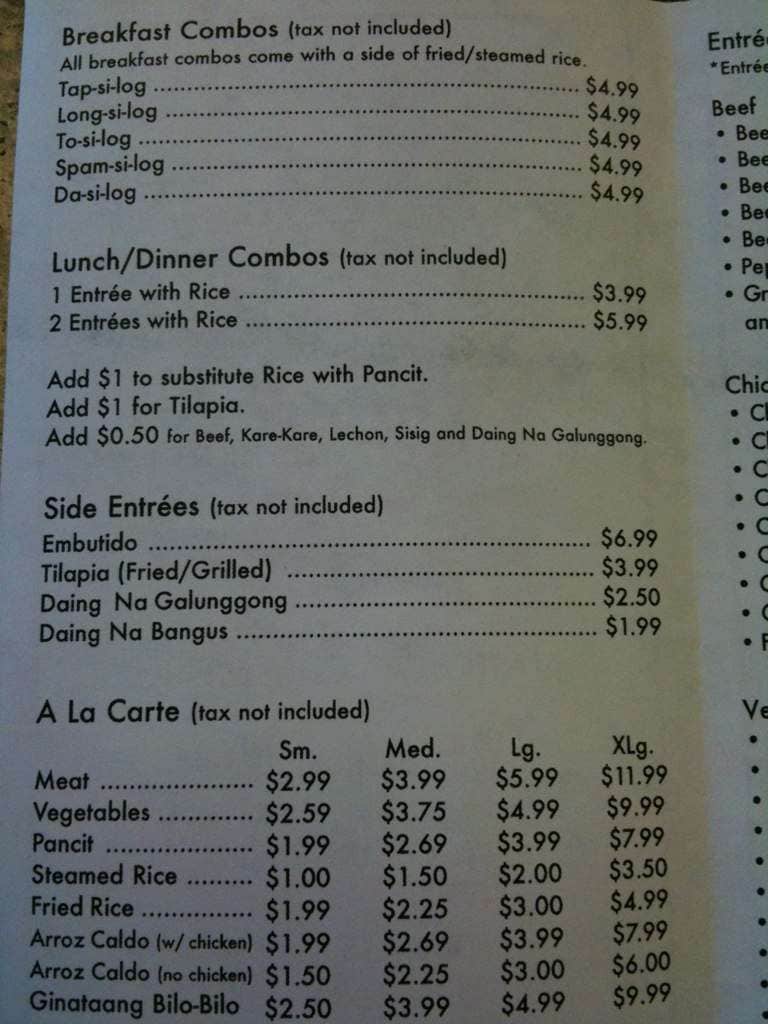 Breakfast Combos (tax not included)
All breakfast combos come with a side of fried/steamed rice.
Tap-si-log ........ $4.99
Long-si-log ........ $4.99
To-si-log ........ $4.99
Spam-si-log ........ $4.99
Da-si-log ........ $4.99
Lunch/Dinner Combos (tax not included)
1 Entrée with Rice ........ $3.99
2 Entrées with Rice ........ $5.99
Add $1 to substitute Rice with Pancit.
Add $1 for Tilapia.
Add $0.50 for Beef, Kare-Kare, Lechon, Sisig and Daing Na Galunggong.
Side Entrées (tax not included)
Embutido ........ $6.99
Tilapia (Fried/Grilled) ........ $3.99
Daing Na Galunggong ........ $2.50
Daing Na Bangus ........ $1.99
A La Carte (tax not included)
Sm. Med. Lg. XLg.
Meat ........ $2.99 $3.99 $5.99 $11.99
Vegetables ........ $2.59 $3.75 $4.99 $9.99
Pancit ........ $1.99 $2.69 $3.99 $7.99
Steamed Rice ........ $1.00 $1.50 $2.00 $3.50
Fried Rice ........ $1.99 $2.25 $3.00 $4.99
Arroz Caldo (w/ chicken) $1.99 $2.69 $3.99 $7.99
Arroz Caldo (no chicken) $1.50 $2.25 $3.00 $6.00
Ginataang Bilo-Bilo $2.50 $3.99 $4.99 $9.99
Beef